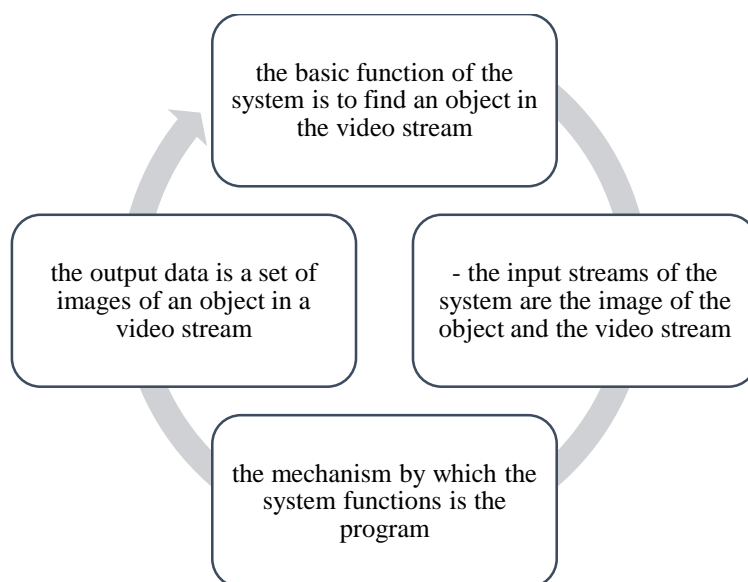 the basic function of the
system is to find an object in
the video stream
- the input streams of the
system are the image of the
object and the video stream
the mechanism by which the
system functions is the
program
the output data is a set of
images of an object in a
video stream